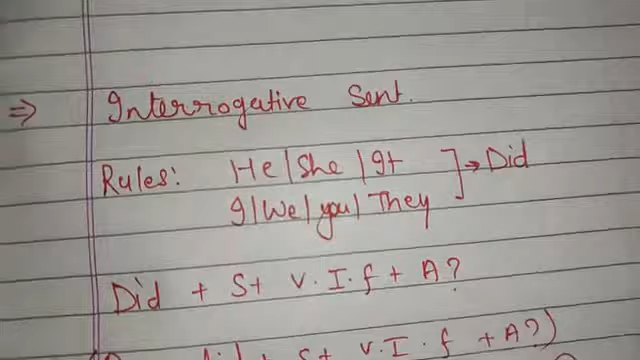 ⇒ Interrogative Sent.
Rules: He|She|It
I|We|you|They ]→ Did
Did + S+ V.I.f + A?
S+ V.I.f +A?)